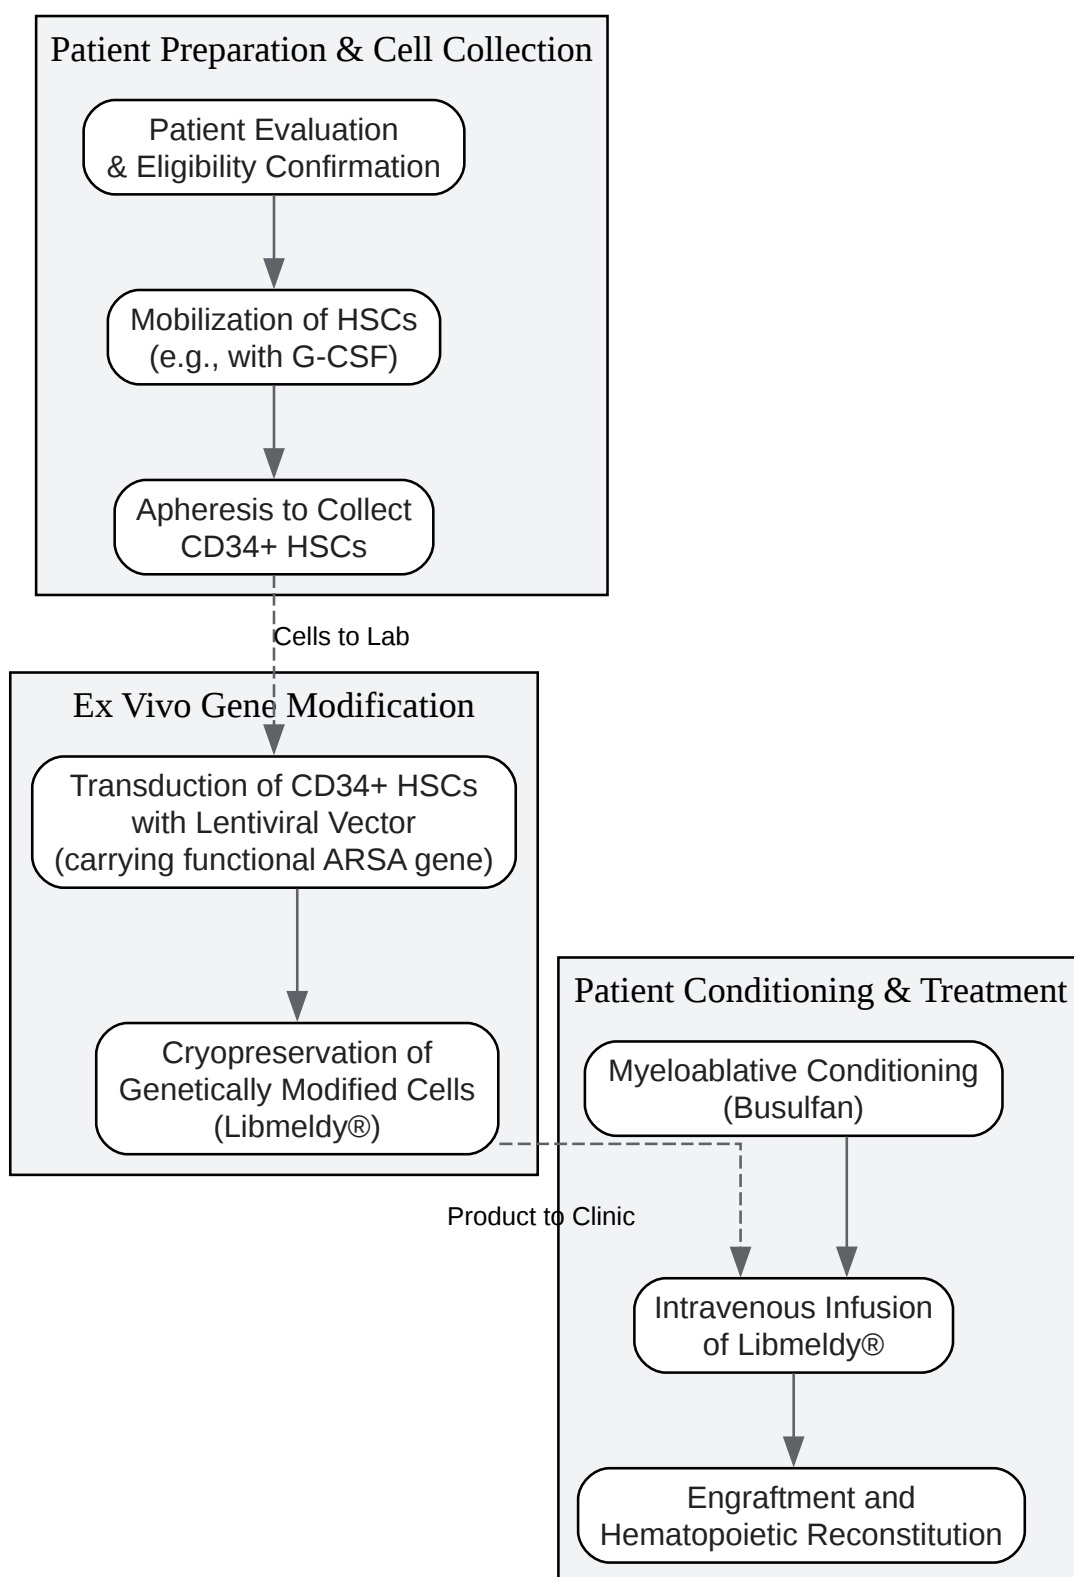 Patient Preparation & Cell Collection
Patient Evaluation
& Eligibility Confirmation
Mobilization of HSCs
(e.g., with G-CSF)
Apheresis to Collect
CD34+ HSCs
Cells to Lab
Ex Vivo Gene Modification
Transduction of CD34+ HSCs
with Lentiviral Vector
(carrying functional ARSA gene)
Cryopreservation of
Genetically Modified Cells
(Libmeldy®)
Product to Clinic
Patient Conditioning & Treatment
Myeloablative Conditioning
(Busulfan)
Intravenous Infusion
of Libmeldy®
Engraftment and
Hematopoietic Reconstitution